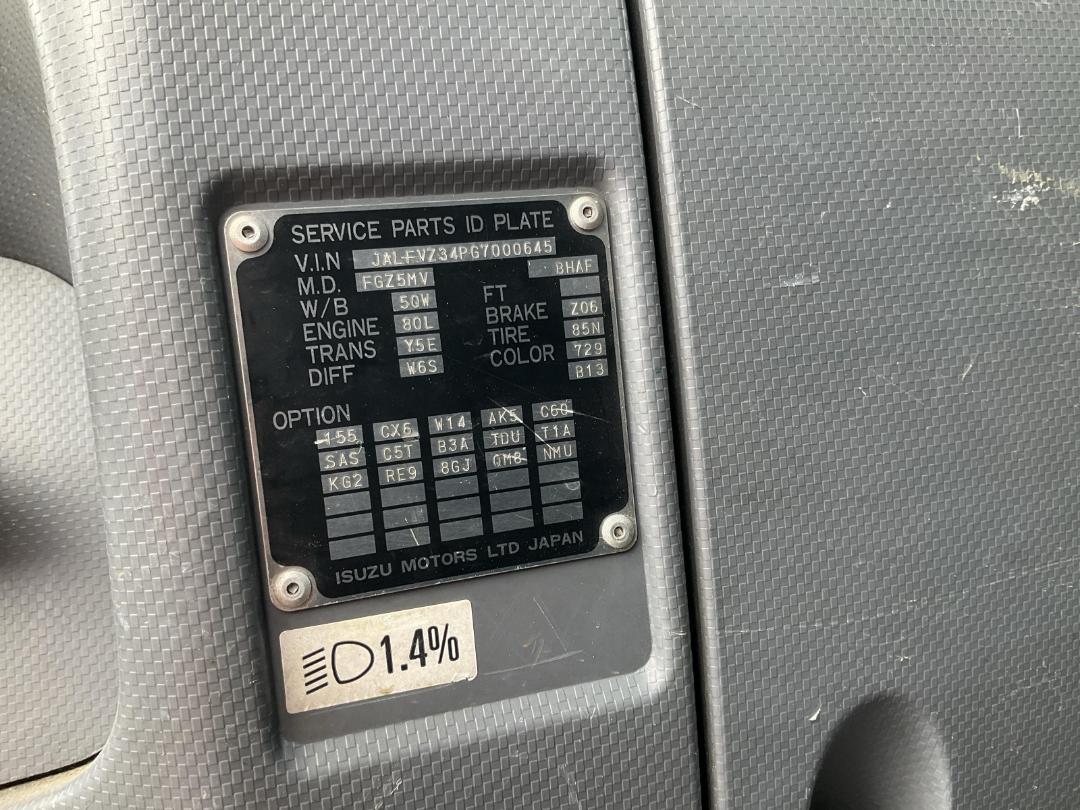 SERVICE PARTS ID PLATE
V.I.N JALFVZ34PG7000645
M.D. FGZ5MV BHAF
W/B 5QW FT
ENGINE 80L BRAKE Z06
TRANS Y5E TIRE 85N
DIFF W6S COLOR 729
B13
OPTION
155 CX6 W14 AK5 C60
SAS C5T B3A TDU T1A
KG2 RE9 8GJ QM8 NMU
ISUZU MOTORS LTD JAPAN
1.4%